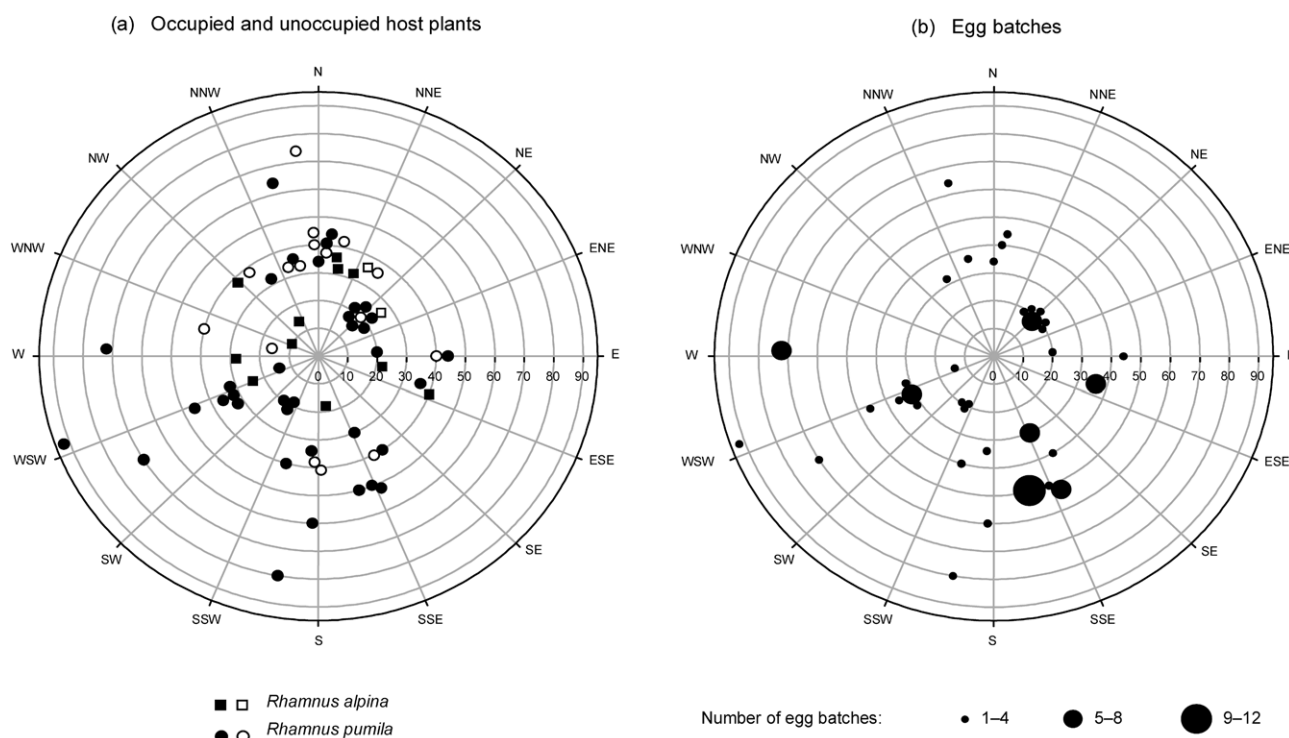 (a) Occupied and unoccupied host plants
(b) Egg batches
N
NNE
NE
ENE
E
ESE
SE
SSE
S
SSW
SW
WSW
W
WNW
NW
NNW
0 10 20 30 40 50 60 70 80 90
N
NNE
NE
ENE
ESE
SE
SSE
S
SSW
SW
WSW
W
WNW
NW
NNW
0 10 20 30 40 50 60 70 80 90
Rhamnus alpina
Rhamnus pumila
Number of egg batches: 1–4 5–8 9–12